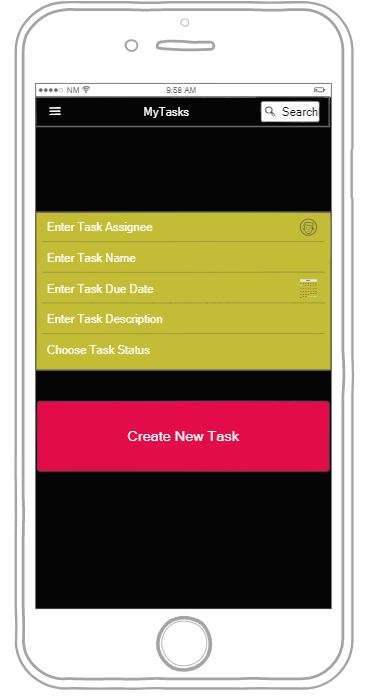 NM 9:58 AM
MyTasks Search
Enter Task Assignee
Enter Task Name
Enter Task Due Date
Enter Task Description
Choose Task Status
Create New Task